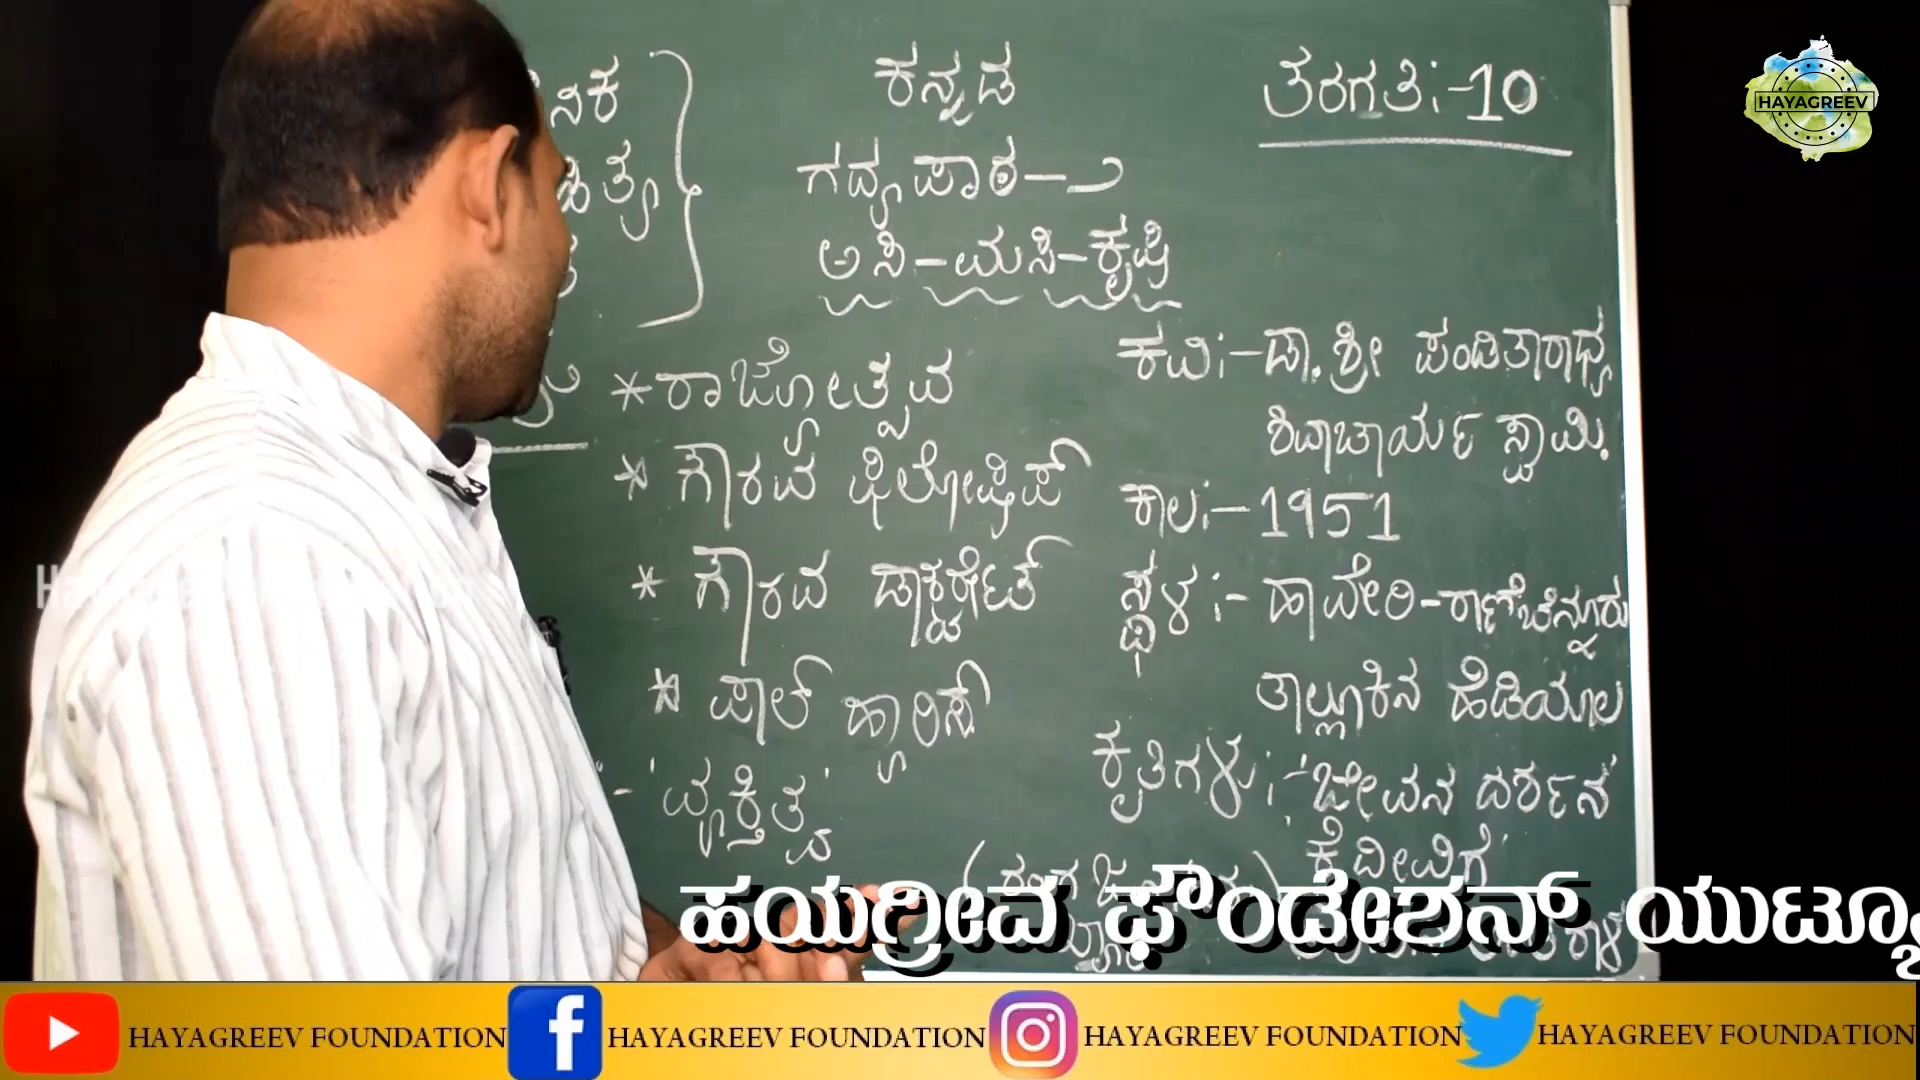 ಕನ್ನಡ
ತರಗತಿ:-10
ಗದ್ಯಪಾಠ-೨
ಅಸಿ-ಮಸಿ-ಕೃಷಿ
ಕವಿ:-ಡಾ. ಶ್ರೀ ಪಂಡಿತಾರಾಧ್ಯ
ಶಿವಾಚಾರ್ಯ ಸ್ವಾಮಿ.
ಕಾಲ:-1951
ಸ್ಥಳ:-ಹಾವೇರಿ-ರಾಣೆಬೆನ್ನೂರು
ತಾಲ್ಲೂಕಿನ ಹೆಡಿಯಾಲ
ಕೃತಿಗಳು:-'ಜೀವನ ದರ್ಶನ'
ಕೈದೀವಿಗೆ'
*ರಾಜ್ಯೋತ್ಸವ
* ಗೌರವ ಫಿಲೋಷಿಪ್
* ಗೌರವ ಡಾಕ್ಟರೇಟ್
* ಪಾಲ್ ಹ್ಯಾರಿಸ್
- 'ವ್ಯಕ್ತಿತ್ವ'
ಹಯಗ್ರೀವ ಫೌಂಡೇಶನ್ ಯುಟ್ಯೂ
HAYAGREEV
HAYAGREEV FOUNDATION
HAYAGREEV FOUNDATION
HAYAGREEV FOUNDATION
HAYAGREEV FOUNDATION